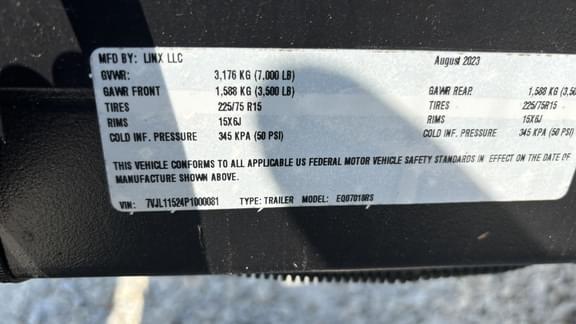 MFD BY: LINX LLC August 2023
GVWR: 3,176 KG (7,000 LB)
GAWR FRONT 1,588 KG (3,500 LB) GAWR REAR 1,588 KG (3,50
TIRES 225/75 R15 TIRES 225/75R15
RIMS 15X6J RIMS 15X6J
COLD INF. PRESSURE 345 KPA (50 PSI) COLD INF. PRESSURE 345 KPA (50 PSI)
THIS VEHICLE CONFORMS TO ALL APPLICABLE US FEDERAL MOTOR VEHICLE SAFETY STANDARDS IN EFFECT ON THE DATE OF
MANUFACTURE SHOWN ABOVE.
VIN: 7VJL11524P1000081 TYPE: TRAILER MODEL: